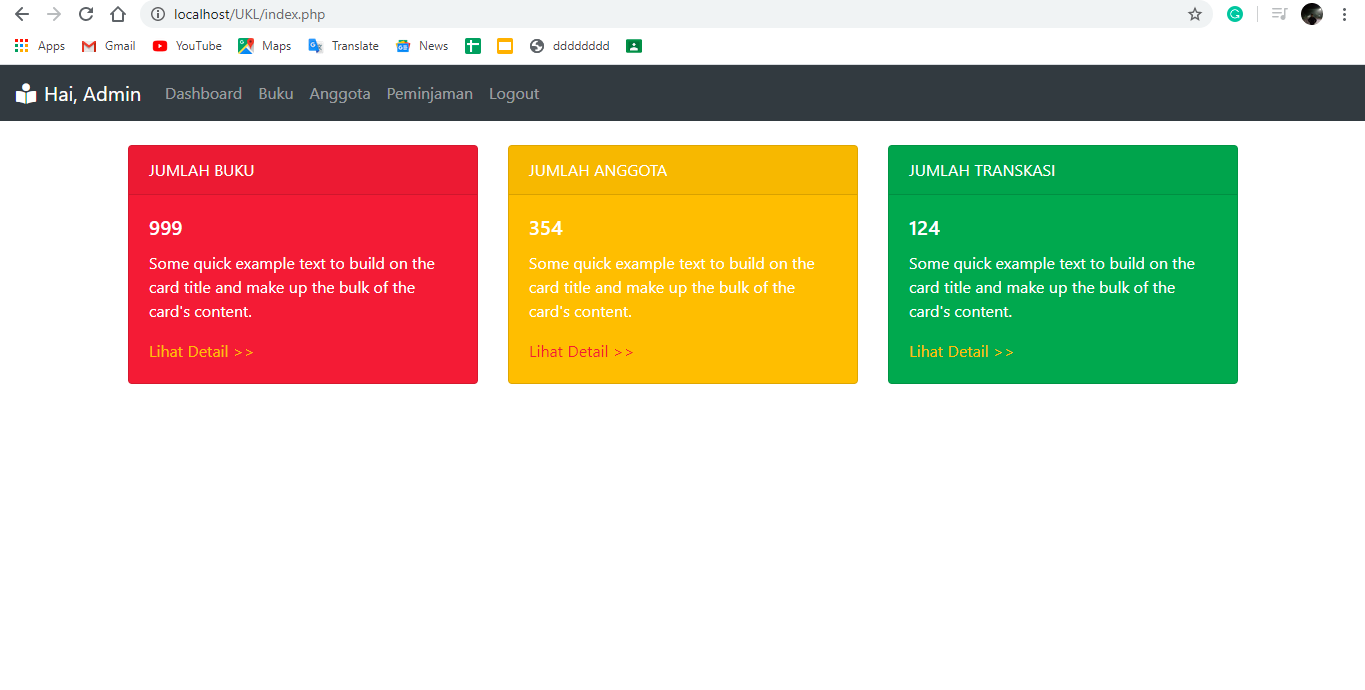 localhost/UKL/index.php
Apps Gmail YouTube Maps Translate News dddddddd
Hai, Admin Dashboard Buku Anggota Peminjaman Logout
JUMLAH BUKU
999
Some quick example text to build on the
card title and make up the bulk of the
card's content.
Lihat Detail >>
JUMLAH ANGGOTA
354
Some quick example text to build on the
card title and make up the bulk of the
card's content.
Lihat Detail >>
JUMLAH TRANSKASI
124
Some quick example text to build on the
card title and make up the bulk of the
card's content.
Lihat Detail >>